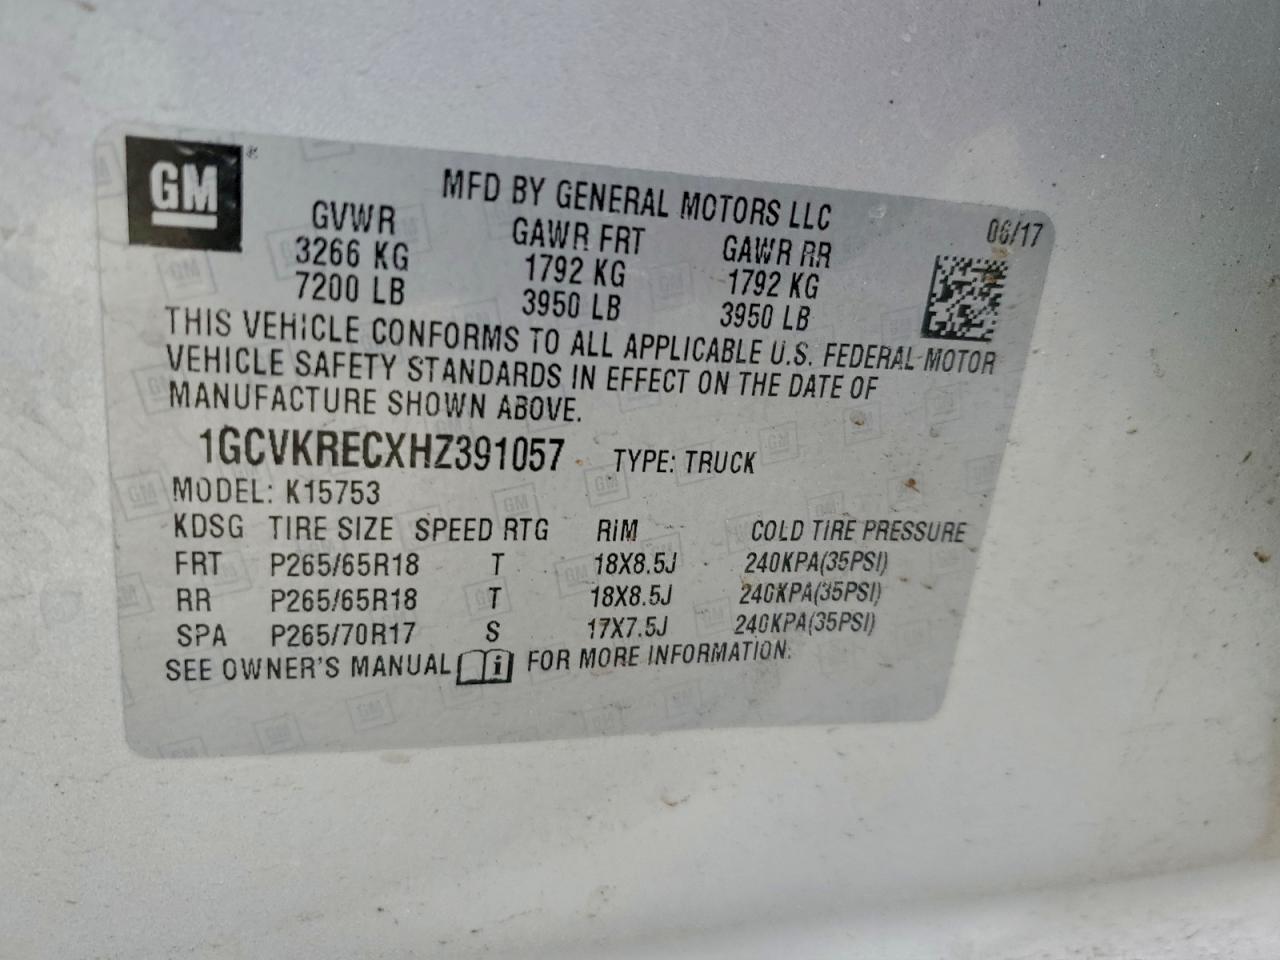 GM®
MFD BY GENERAL MOTORS LLC
06/17
GVWR GAWR FRT GAWR RR
3266 KG 1792 KG 1792 KG
7200 LB 3950 LB 3950 LB
THIS VEHICLE CONFORMS TO ALL APPLICABLE U.S. FEDERAL MOTOR
VEHICLE SAFETY STANDARDS IN EFFECT ON THE DATE OF
MANUFACTURE SHOWN ABOVE.
1GCVKRECXHZ391057 TYPE: TRUCK
MODEL: K15753
KDSG TIRE SIZE SPEED RTG RIM COLD TIRE PRESSURE
FRT P265/65R18 T 18X8.5J 240KPA(35PSI)
RR P265/65R18 T 18X8.5J 240KPA(35PSI)
SPA P265/70R17 S 17X7.5J 240KPA(35PSI)
SEE OWNER'S MANUAL i FOR MORE INFORMATION.